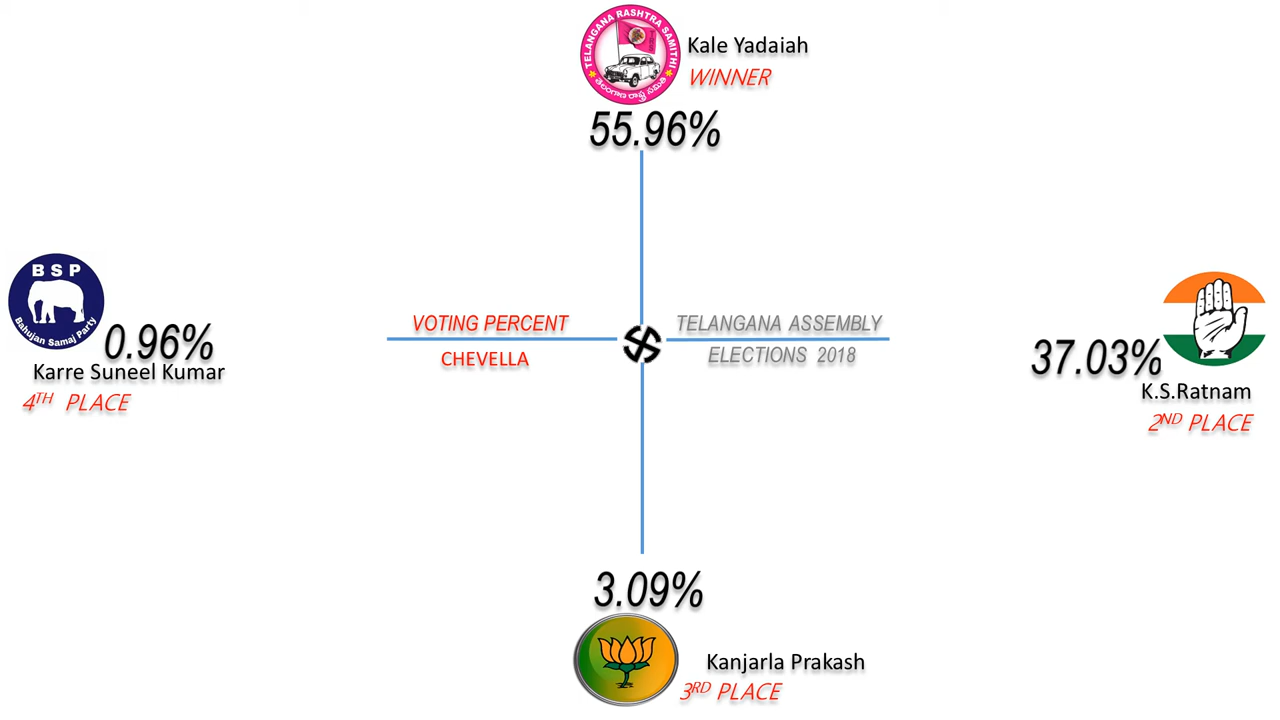 TELANGANA RASHTRA SAMITHI
తెలంగాణ రాష్ట్ర సమితి
Kale Yadaiah
WINNER
55.96%
BSP
Bahujan Samaj Party
0.96%
Karre Suneel Kumar
4TH PLACE
VOTING PERCENT
CHEVELLA
TELANGANA ASSEMBLY
ELECTIONS 2018
37.03%
K.S.Ratnam
2ND PLACE
3.09%
Kanjarla Prakash
3RD PLACE